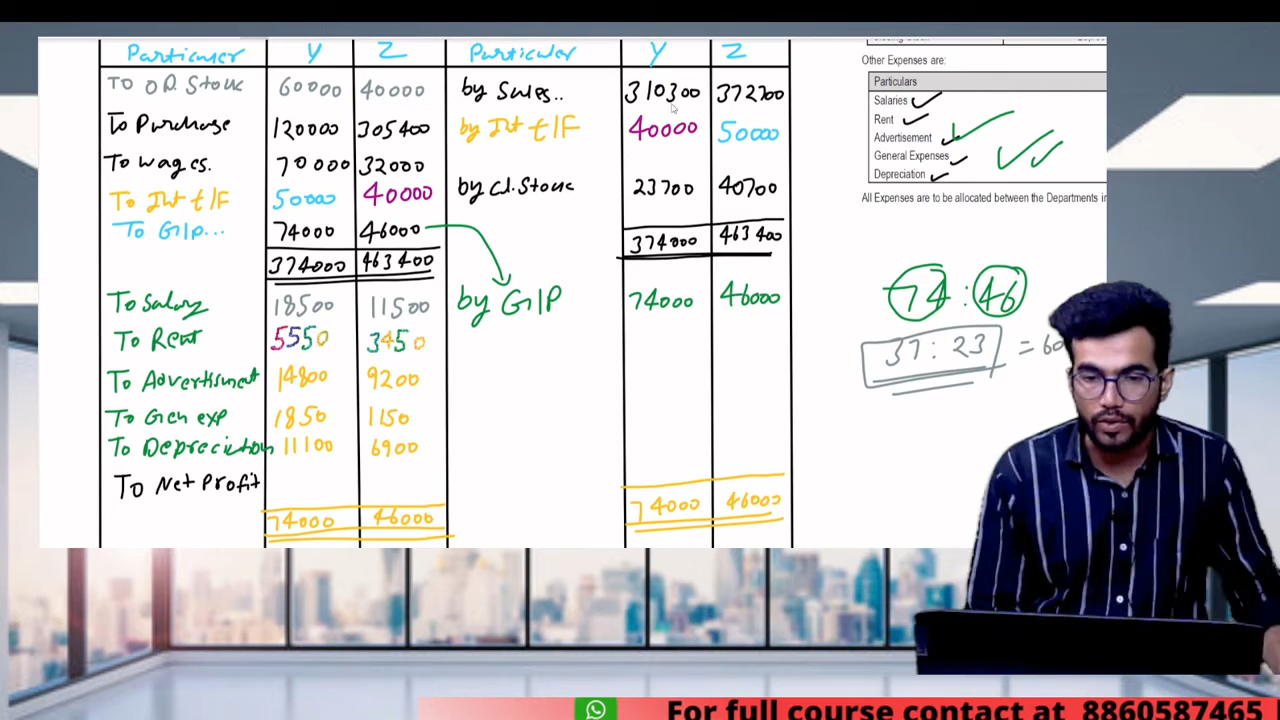 Particular Y Z Particular Y Z
To OP. Stock 60000 40000 by Sales.. 310300 372700
To Purchase 120000 305400 by Int t/F 40000 50000
To wages. 70000 32000
To Int t/F 50000 40000 by Cl. Stock 23700 40700
To G/p... 74000 46000
374000 463400 374000 463400
To Salary 18500 11500 by G/P 74000 46000
To Rent 5550 3450
To Advertisment 14800 9200
To Gen exp 1850 1150
To Depreciction 11100 6900
To Net Profit
74000 46000 74000 46000
Other Expenses are:
Particulars
Salaries
Rent
Advertisement
General Expenses
Depreciation
All Expenses are to be allocated between the Departments in
74 : 46
37 : 23 = 60
For full course contact at 8860587465